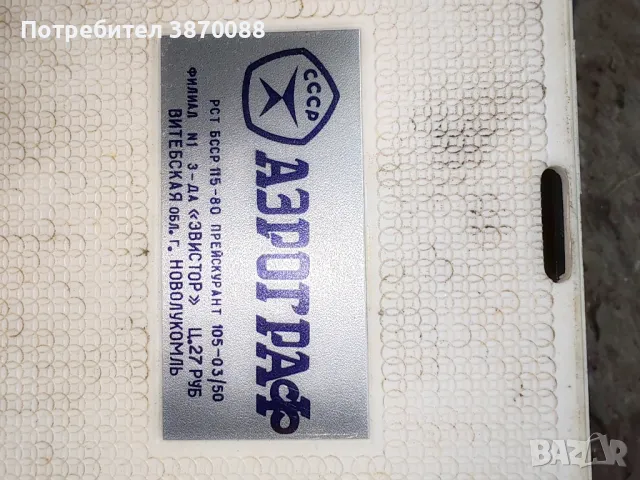 Потребител 3870088
СССР
АЭРОГРАФ
РСТ БССР 115-80 ПРЕЙСКУРАНТ 105-03/50
ФИЛИАЛ N1 З-ДА «ЭВИСТОР» Ц.27 РУБ
ВИТЕБСКАЯ ОБЛ. Г. НОВОЛУКОМЛЬ
BAZAR